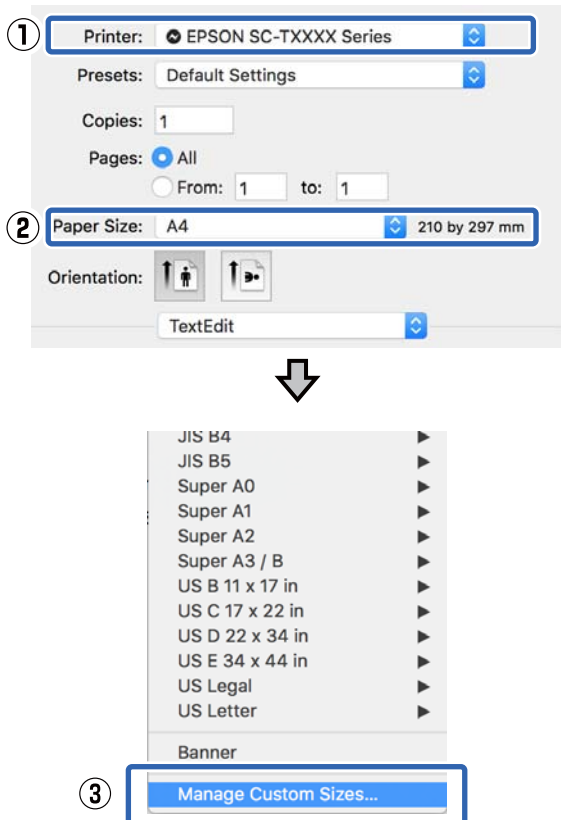 ① Printer: EPSON SC-TXXXX Series
Presets: Default Settings
Copies: 1
Pages: All
From: 1 to: 1
② Paper Size: A4 210 by 297 mm
Orientation:
TextEdit
JIS B4
JIS B5
Super A0
Super A1
Super A2
Super A3 / B
US B 11 x 17 in
US C 17 x 22 in
US D 22 x 34 in
US E 34 x 44 in
US Legal
US Letter
Banner
③ Manage Custom Sizes...